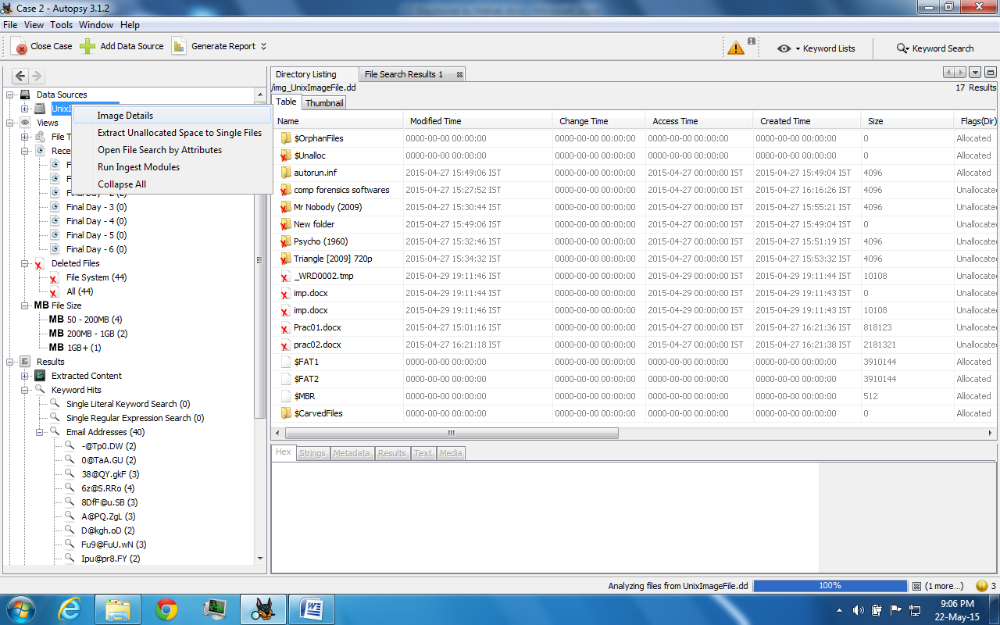 Case 2 - Autopsy 3.1.2
File View Tools Window Help
Close Case Add Data Source Generate Report 1 Keyword Lists Keyword Search
Directory Listing File Search Results 1
/img_UnixImageFile.dd 17 Results
Table Thumbnail
Data Sources
UnixI
Image Details
Extract Unallocated Space to Single Files
Open File Search by Attributes
Run Ingest Modules
Collapse All
Views
File T
Rece
Final Day - 2 (0)
Final Day - 3 (0)
Final Day - 4 (0)
Final Day - 5 (0)
Final Day - 6 (0)
Deleted Files
File System (44)
All (44)
MB File Size
MB 50 - 200MB (4)
MB 200MB - 1GB (2)
MB 1GB+ (1)
Results
Extracted Content
Keyword Hits
Single Literal Keyword Search (0)
Single Regular Expression Search (0)
Email Addresses (40)
-@Tp0.DW (2)
0@TaA.GU (2)
38@QY.gkF (3)
6z@S.RRo (4)
8DfF@u.SB (3)
A@PQ.ZgL (3)
D@kgh.oD (2)
Fu9@FuU.wN (3)
Ipu@pr8.FY (2)
Name Modified Time Change Time Access Time Created Time Size Flags(Dir)
$OrphanFiles 0000-00-00 00:00:00 0000-00-00 00:00:00 0000-00-00 00:00:00 0000-00-00 00:00:00 0 Allocated
$Unalloc 0000-00-00 00:00:00 0000-00-00 00:00:00 0000-00-00 00:00:00 0000-00-00 00:00:00 0 Allocated
autorun.inf 2015-04-27 15:49:06 IST 0000-00-00 00:00:00 2015-04-27 00:00:00 IST 2015-04-27 15:49:04 IST 4096 Allocated
comp forensics softwares 2015-04-27 15:27:52 IST 0000-00-00 00:00:00 2015-04-27 00:00:00 IST 2015-04-27 16:16:26 IST 4096 Unallocate
Mr Nobody (2009) 2015-04-27 15:30:44 IST 0000-00-00 00:00:00 2015-04-27 00:00:00 IST 2015-04-27 15:55:21 IST 4096 Unallocate
New folder 2015-04-27 15:49:06 IST 0000-00-00 00:00:00 2015-04-27 00:00:00 IST 2015-04-27 15:49:04 IST 0 Unallocate
Psycho (1960) 2015-04-27 15:32:46 IST 0000-00-00 00:00:00 2015-04-27 00:00:00 IST 2015-04-27 15:51:19 IST 4096 Unallocate
Triangle [2009] 720p 2015-04-27 15:34:32 IST 0000-00-00 00:00:00 2015-04-27 00:00:00 IST 2015-04-27 15:53:17 IST 4096 Unallocate
_WRD0002.tmp 2015-04-29 19:11:46 IST 0000-00-00 00:00:00 2015-04-29 00:00:00 IST 2015-04-29 19:11:44 IST 10108 Unallocate
imp.docx 2015-04-29 19:11:44 IST 0000-00-00 00:00:00 2015-04-29 00:00:00 IST 2015-04-29 19:11:43 IST 0 Unallocate
imp.docx 2015-04-29 19:11:46 IST 0000-00-00 00:00:00 2015-04-29 00:00:00 IST 2015-04-29 19:11:43 IST 10108 Unallocate
Prac01.docx 2015-04-27 15:01:16 IST 0000-00-00 00:00:00 2015-04-27 00:00:00 IST 2015-04-27 16:21:36 IST 818123 Unallocate
prac02.docx 2015-04-27 16:21:18 IST 0000-00-00 00:00:00 2015-04-27 00:00:00 IST 2015-04-27 16:21:38 IST 2181321 Unallocate
$FAT1 0000-00-00 00:00:00 0000-00-00 00:00:00 0000-00-00 00:00:00 0000-00-00 00:00:00 3910144 Allocated
$FAT2 0000-00-00 00:00:00 0000-00-00 00:00:00 0000-00-00 00:00:00 0000-00-00 00:00:00 3910144 Allocated
$MBR 0000-00-00 00:00:00 0000-00-00 00:00:00 0000-00-00 00:00:00 0000-00-00 00:00:00 512 Allocated
$CarvedFiles 0000-00-00 00:00:00 0000-00-00 00:00:00 0000-00-00 00:00:00 0000-00-00 00:00:00 0 Allocated
Hex Strings Metadata Results Text Media
Analyzing files from UnixImageFile.dd 100% (1 more...) 3
9:06 PM
22-May-15